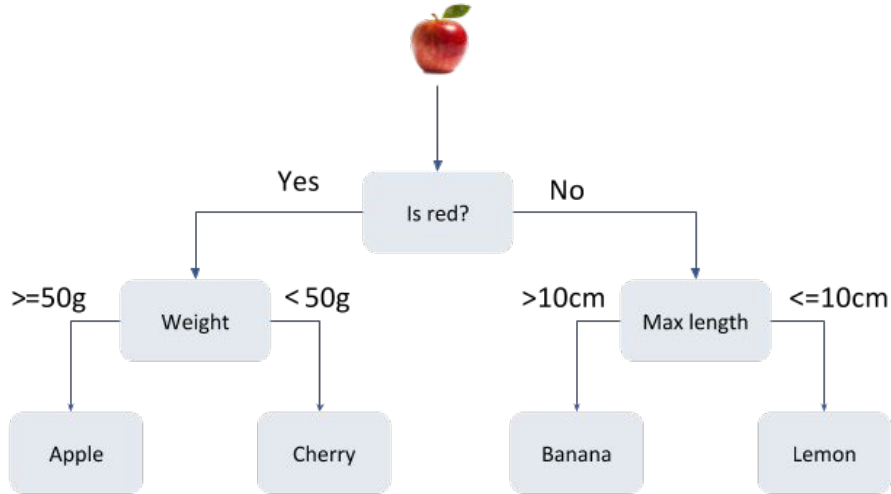 Yes
No
Is red?
>=50g
< 50g
>10cm
<=10cm
Weight
Max length
Apple
Cherry
Banana
Lemon